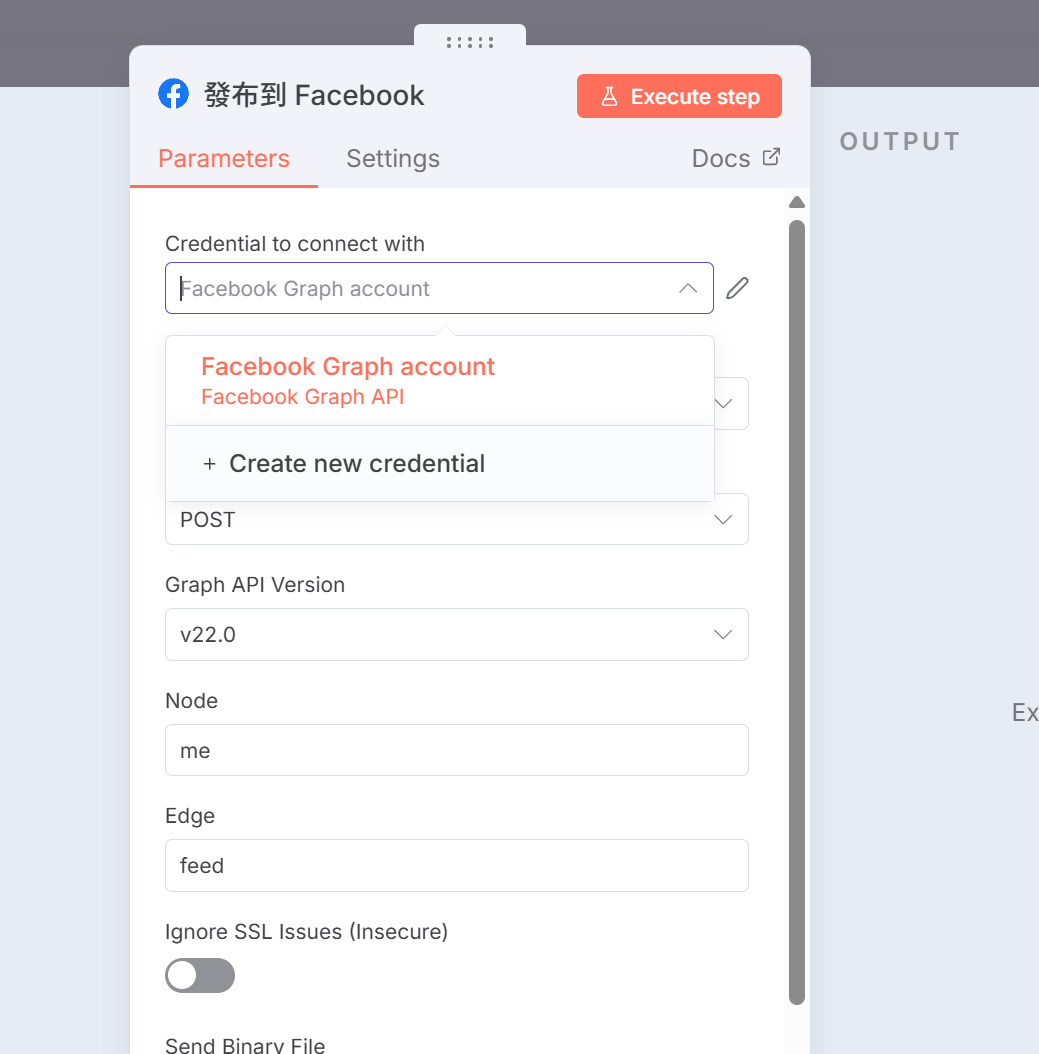 發布到 Facebook
Execute step
Parameters
Settings
Docs
OUTPUT
Credential to connect with
Facebook Graph account
Facebook Graph account
Facebook Graph API
+ Create new credential
POST
Graph API Version
v22.0
Node
me
Ex
Edge
feed
Ignore SSL Issues (Insecure)
Send Binary File